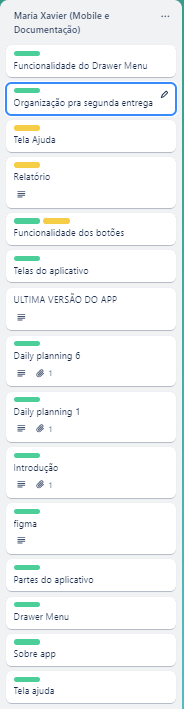 Maria Xavier (Mobile e
Documentação)
Funcionalidade do Drawer Menu
Organização pra segunda entrega
Tela Ajuda
Relatório
Funcionalidade dos botões
Telas do aplicativo
ULTIMA VERSÃO DO APP
Daily planning 6
1
Daily planning 1
1
Introdução
1
figma
Partes do aplicativo
Drawer Menu
Sobre app
Tela ajuda